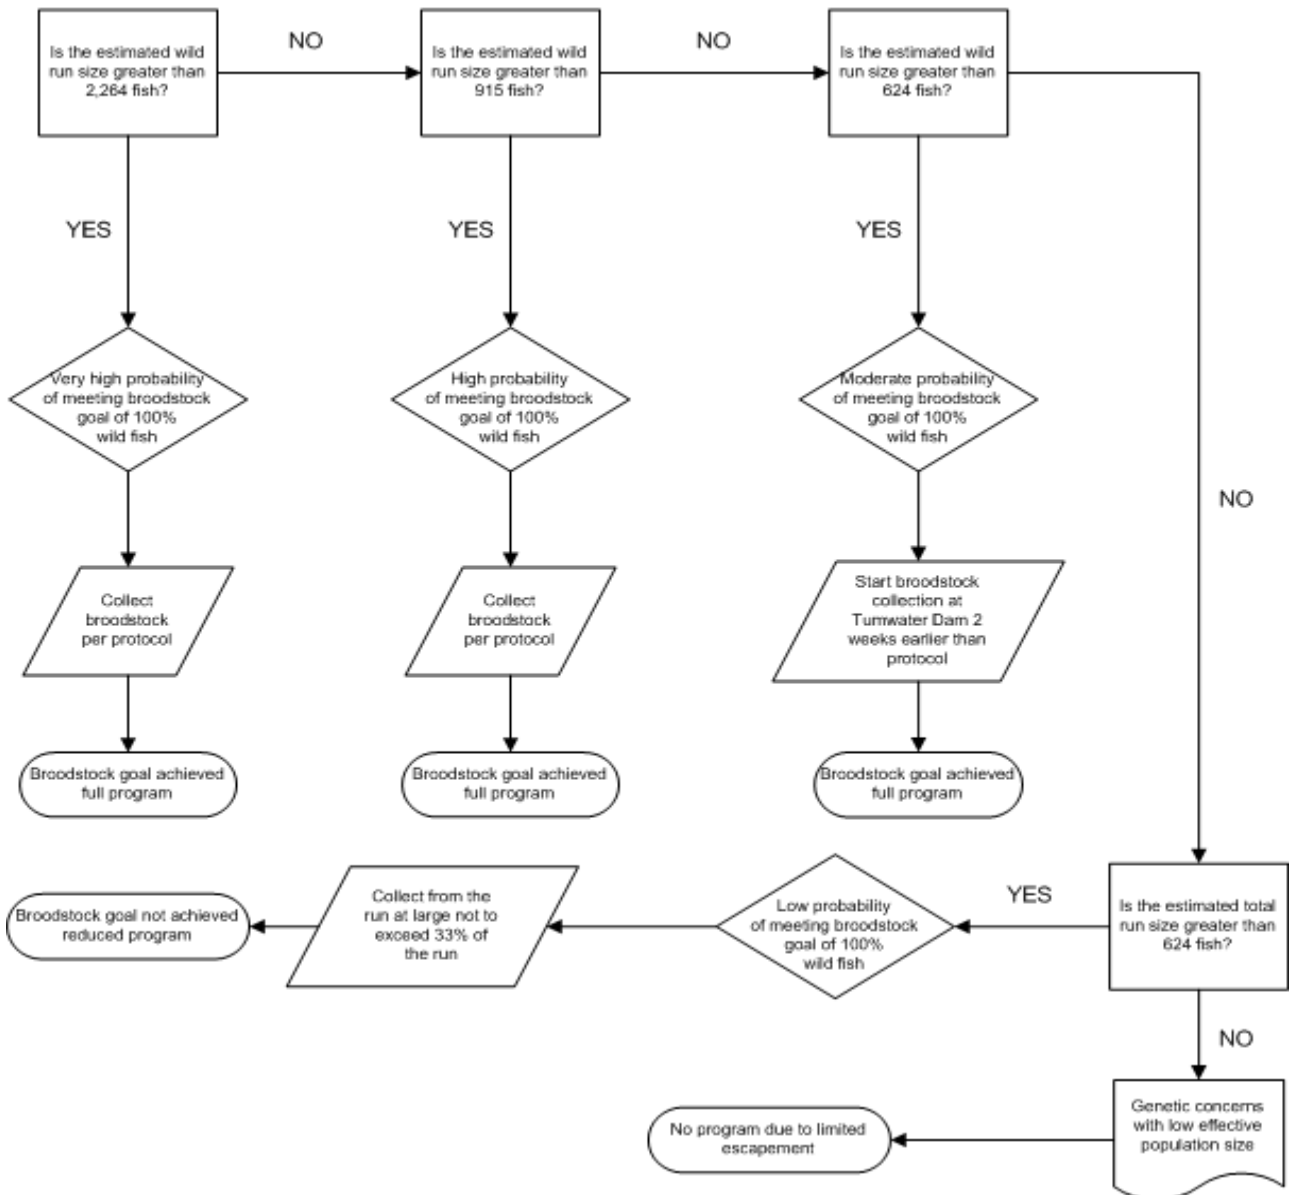 Is the estimated wild
run size greater than
2,264 fish?
NO
Is the estimated wild
run size greater than
915 fish?
NO
Is the estimated wild
run size greater than
624 fish?
YES
YES
YES
Very high probability
of meeting broodstock
goal of 100%
wild fish
High probability
of meeting broodstock
goal of 100%
wild fish
Moderate probability
of meeting broodstock
goal of 100%
wild fish
NO
Collect
broodstock
per protocol
Collect
broodstock
per protocol
Start broodstock
collection at
Tumwater Dam 2
weeks earlier than
protocol
Broodstock goal achieved
full program
Broodstock goal achieved
full program
Broodstock goal achieved
full program
Broodstock goal not achieved
reduced program
Collect from the
run at large not to
exceed 33% of
the run
Low probability
of meeting broodstock
goal of 100%
wild fish
YES
Is the estimated total
run size greater than
624 fish?
NO
No program due to limited
escapement
Genetic concerns
with low effective
population size